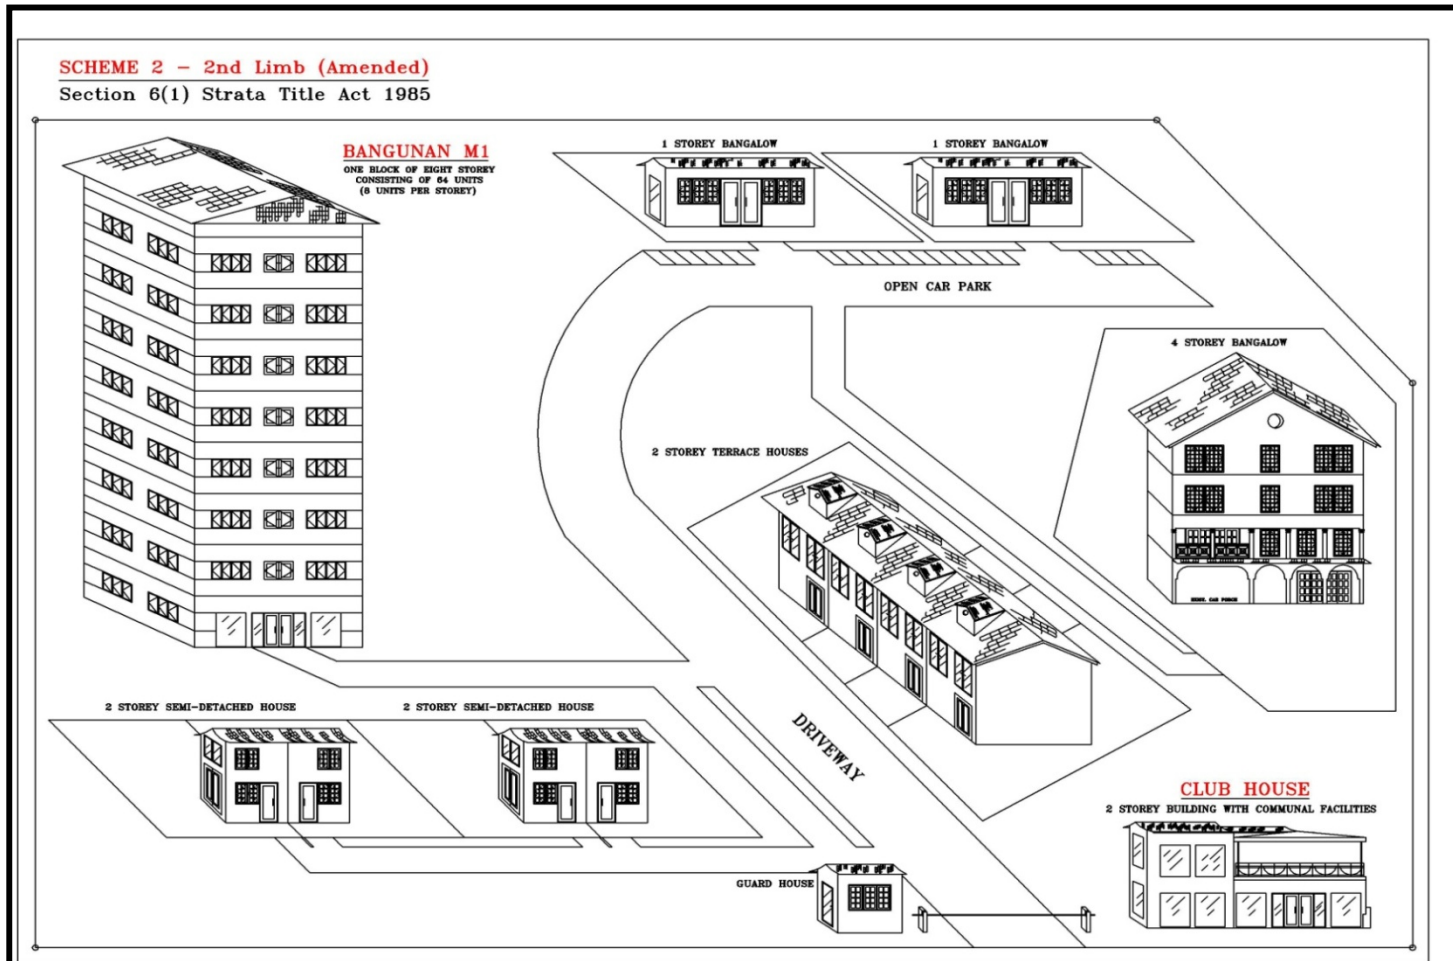 SCHEME 2 - 2nd Limb (Amended)
Section 6(1) Strata Title Act 1985
BANGUNAN M1
ONE BLOCK OF EIGHT STOREY
CONSISTING OF 64 UNITS
(8 UNITS PER STOREY)
1 STOREY BANGALOW
1 STOREY BANGALOW
OPEN CAR PARK
4 STOREY BANGALOW
2 STOREY TERRACE HOUSES
2 STOREY SEMI-DETACHED HOUSE
2 STOREY SEMI-DETACHED HOUSE
DRIVEWAY
CLUB HOUSE
2 STOREY BUILDING WITH COMMUNAL FACILITIES
GUARD HOUSE
CAR PORCH